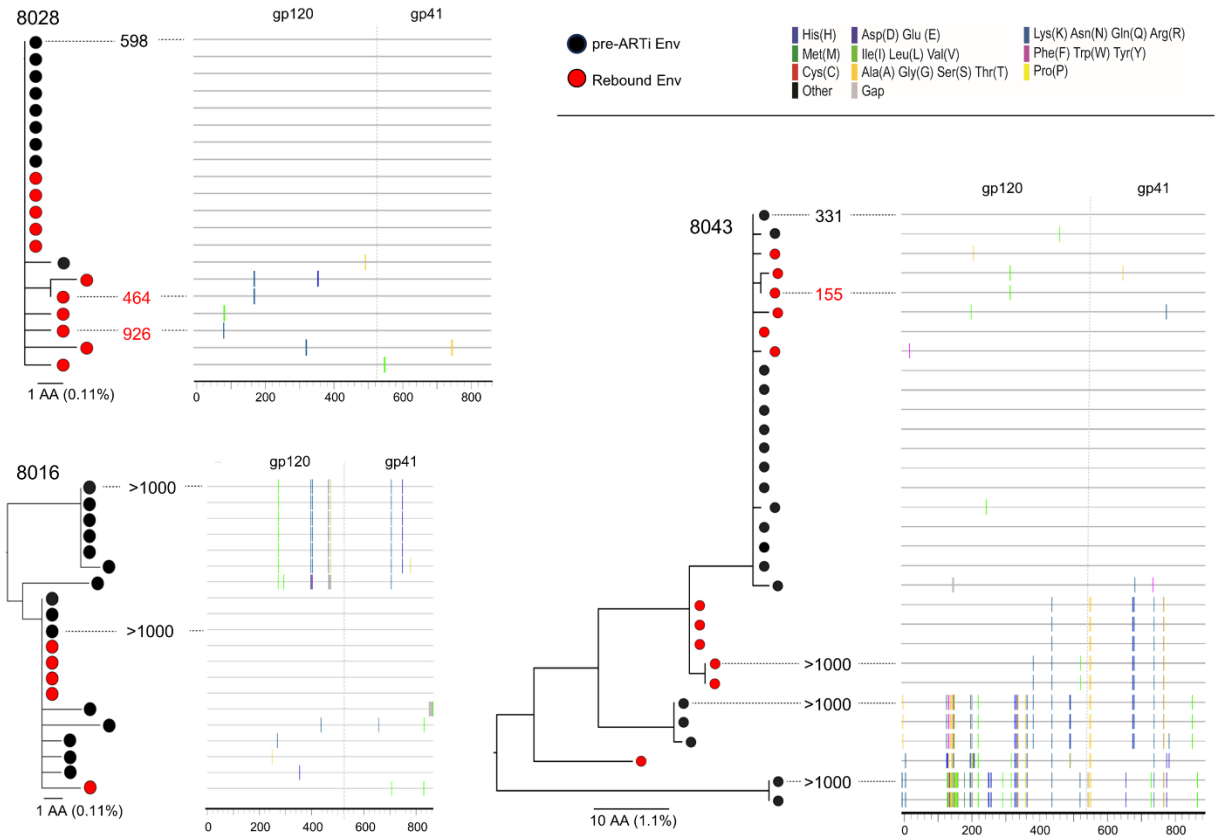 8028
gp120 gp41
598
464
926
1 AA (0.11%)
0 200 400 600 800
pre-ARTi Env
Rebound Env
His(H) Asp(D) Glu (E) Lys(K) Asn(N) Gln(Q) Arg(R)
Met(M) Ile(I) Leu(L) Val(V) Phe(F) Trp(W) Tyr(Y)
Cys(C) Ala(A) Gly(G) Ser(S) Thr(T) Pro(P)
Other Gap
8016
gp120 gp41
>1000
>1000
1 AA (0.11%)
0 200 400 600 800
8043
gp120 gp41
331
155
>1000
>1000
>1000
10 AA (1.1%)
0 200 400 600 800